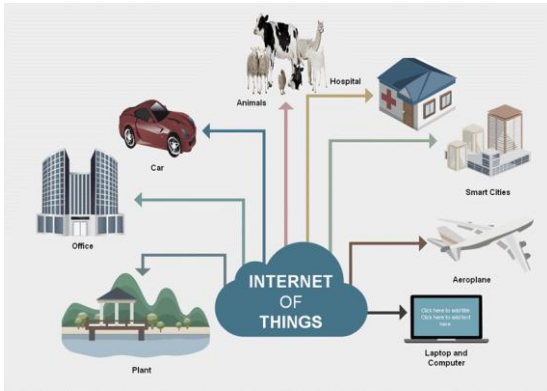 Animals
Hospital
Car
Smart Cities
Office
Aeroplane
INTERNET
OF
THINGS
Click here to add title.
Click here to add text
here.
Laptop and
Computer
Plant